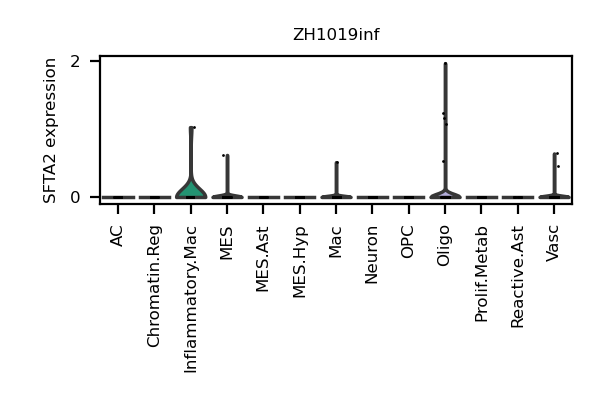 ZH1019inf
SFTA2 expression
2
0
AC
Chromatin.Reg
Inflammatory.Mac
MES
MES.Ast
MES.Hyp
Mac
Neuron
OPC
Oligo
Prolif.Metab
Reactive.Ast
Vasc